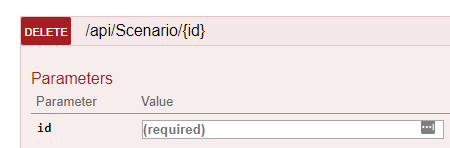 DELETE /api/Scenario/{id}
Parameters
Parameter Value
id (required)